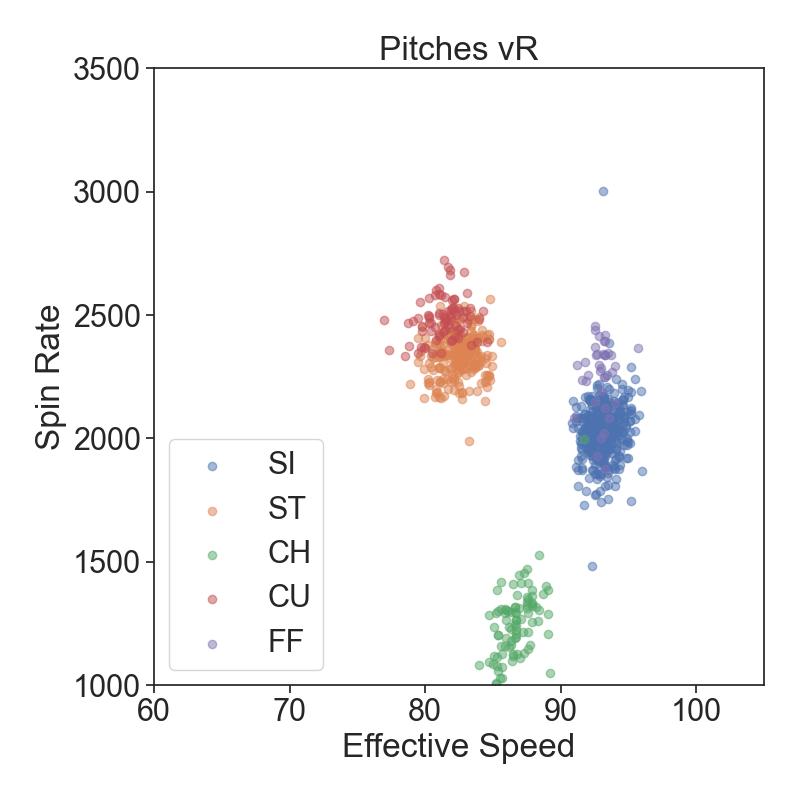 Pitches vR
3500
3000
2500
2000
1500
1000
Spin Rate
SI
ST
CH
CU
FF
60 70 80 90 100
Effective Speed